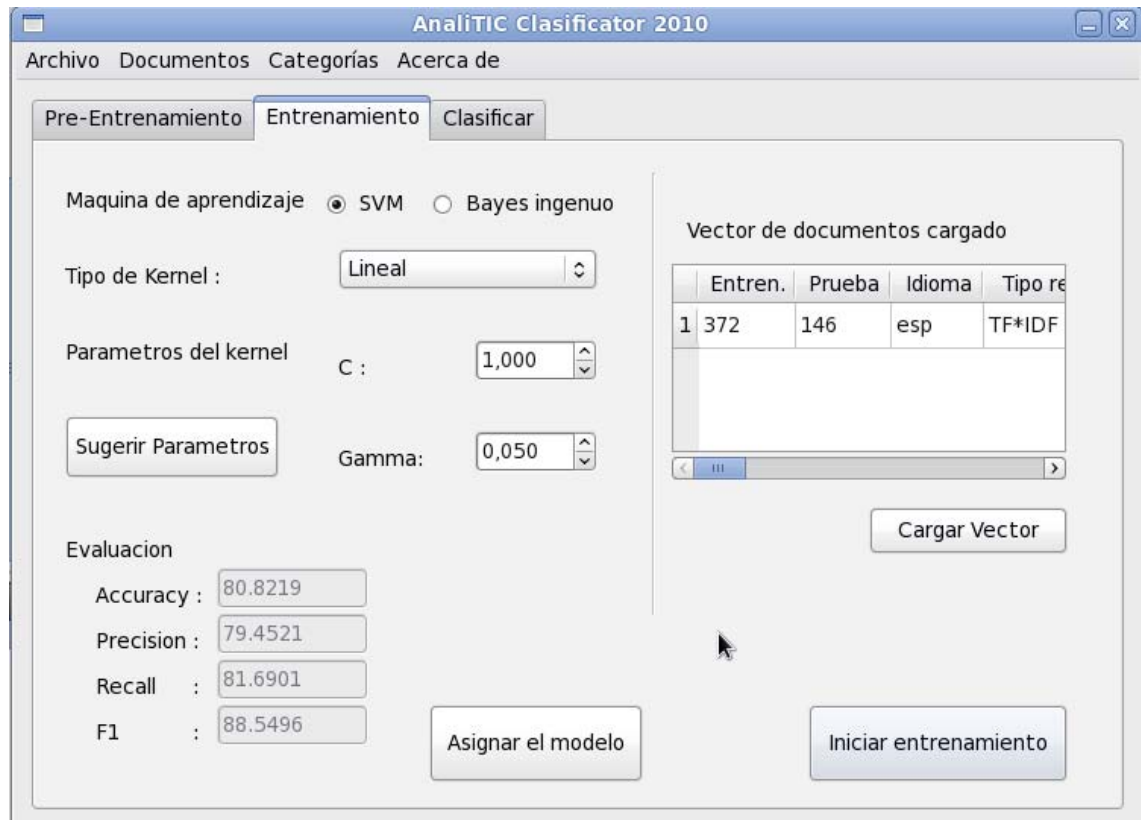 AnaliTIC Clasificator 2010
Archivo Documentos Categorías Acerca de
Pre-Entrenamiento Entrenamiento Clasificar
Maquina de aprendizaje SVM Bayes ingenuo
Tipo de Kernel : Lineal
Parametros del kernel
C : 1,000
Sugerir Parametros
Gamma: 0,050
Evaluacion
Accuracy : 80.8219
Precision : 79.4521
Recall : 81.6901
F1 : 88.5496
Asignar el modelo
Vector de documentos cargado
Entren. Prueba Idioma Tipo re
1 372 146 esp TF*IDF
Cargar Vector
Iniciar entrenamiento